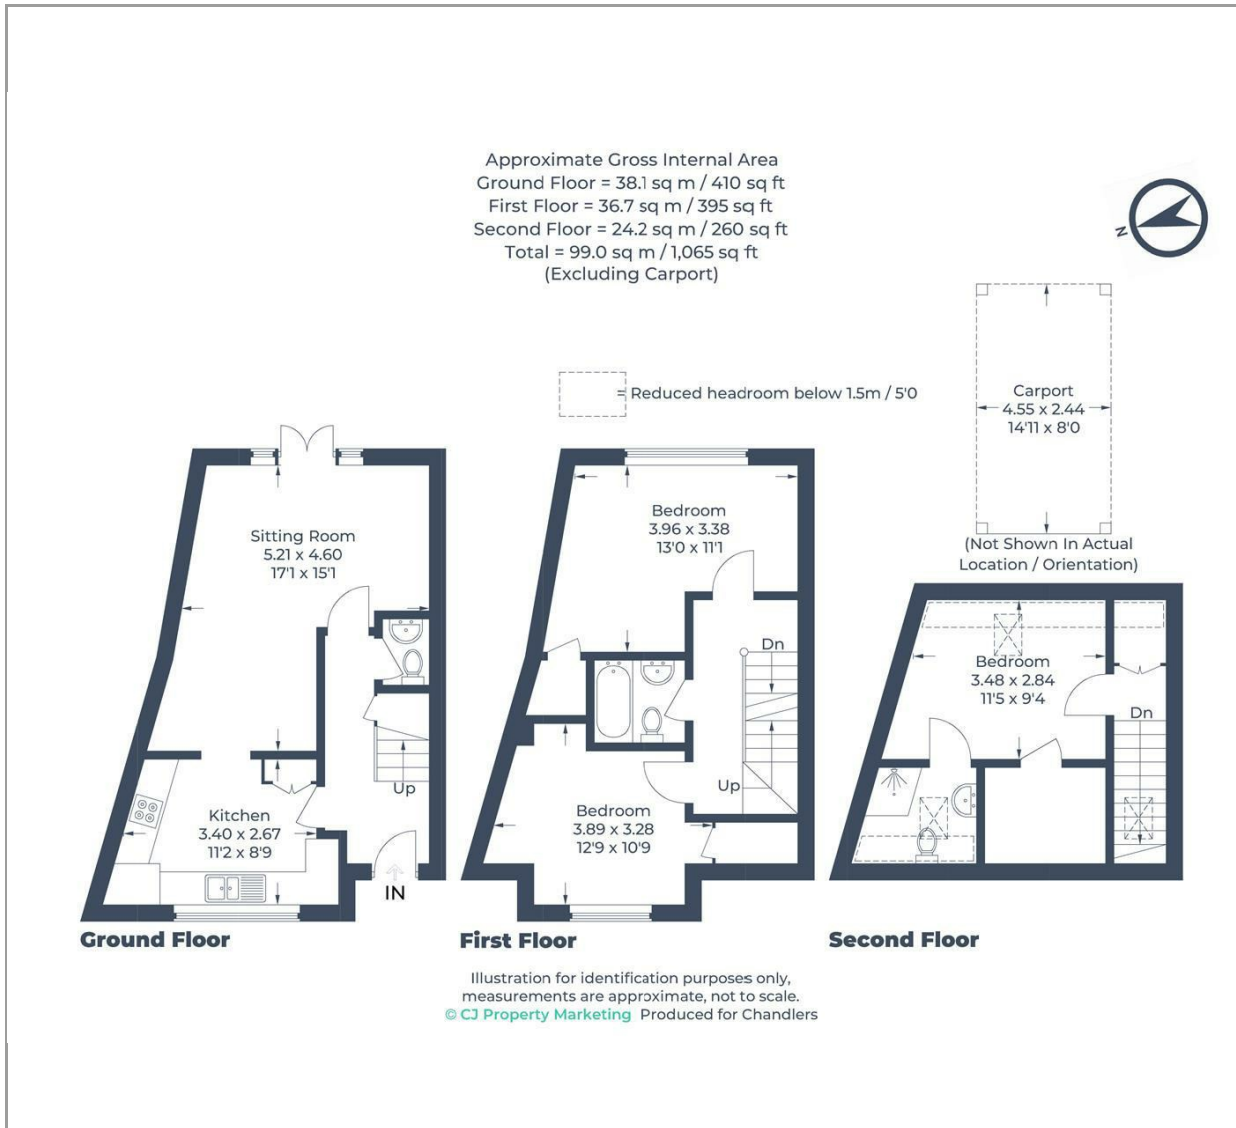 Approximate Gross Internal Area
Ground Floor = 38.1 sq m / 410 sq ft
First Floor = 36.7 sq m / 395 sq ft
Second Floor = 24.2 sq m / 260 sq ft
Total = 99.0 sq m / 1,065 sq ft
(Excluding Carport)
N
= Reduced headroom below 1.5m / 5'0
Carport
4.55 x 2.44
14'11 x 8'0
(Not Shown In Actual
Location / Orientation)
Sitting Room
5.21 x 4.60
17'1 x 15'1
Up
Kitchen
3.40 x 2.67
11'2 x 8'9
IN
Ground Floor
Bedroom
3.96 x 3.38
13'0 x 11'1
Dn
Up
Bedroom
3.89 x 3.28
12'9 x 10'9
First Floor
Bedroom
3.48 x 2.84
11'5 x 9'4
Dn
Second Floor
Illustration for identification purposes only,
measurements are approximate, not to scale.
© CJ Property Marketing Produced for Chandlers